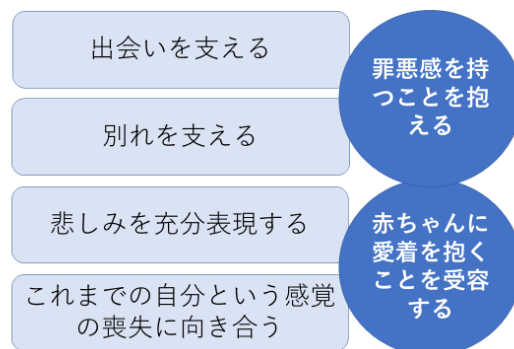 出会いを支える
別れを支える
悲しみを充分表現する
これまでの自分という感覚
の喪失に向き合う
罪悪感を持
つことを抱
える
赤ちゃんに
愛着を抱く
ことを受容
する